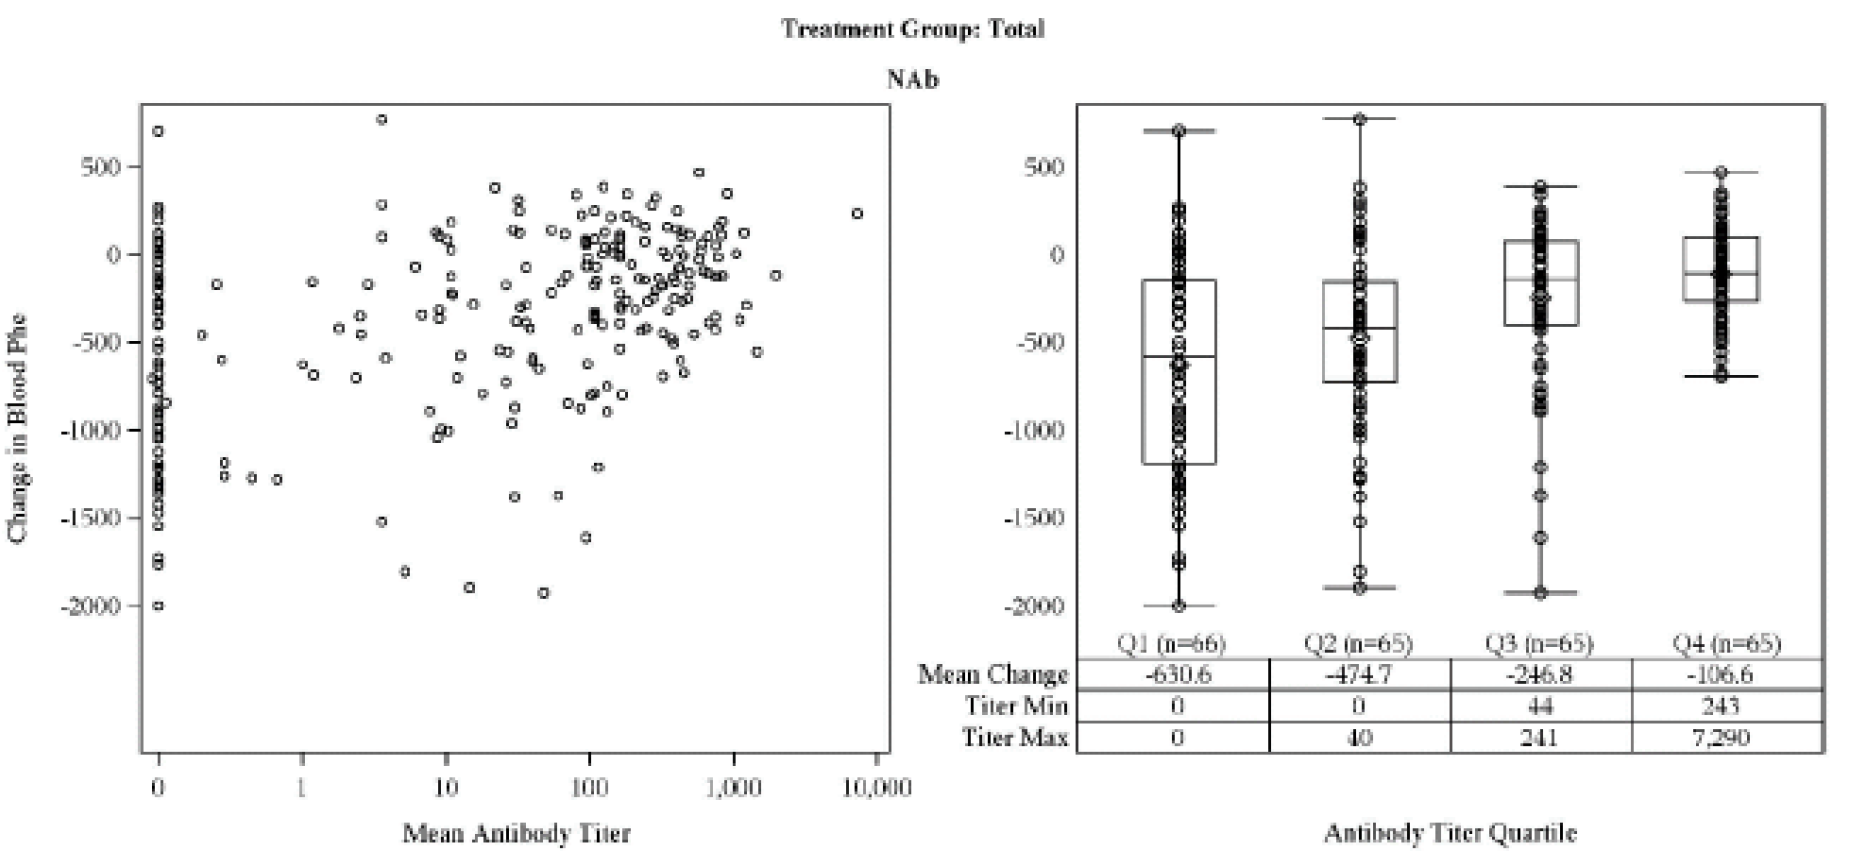 Treatment Group: Total
NAb
Change in Blood Phe
500
0
-500
-1000
-1500
-2000
0 1 10 100 1,000 10,000
Mean Antibody Titer
500
0
-500
-1000
-1500
-2000
Q1 (n=66) Q2 (n=65) Q3 (n=65) Q4 (n=65)
Mean Change -630.6 -474.7 -246.8 -106.6
Titer Min 0 0 44 243
Titer Max 0 40 241 7,290
Antibody Titer Quartile